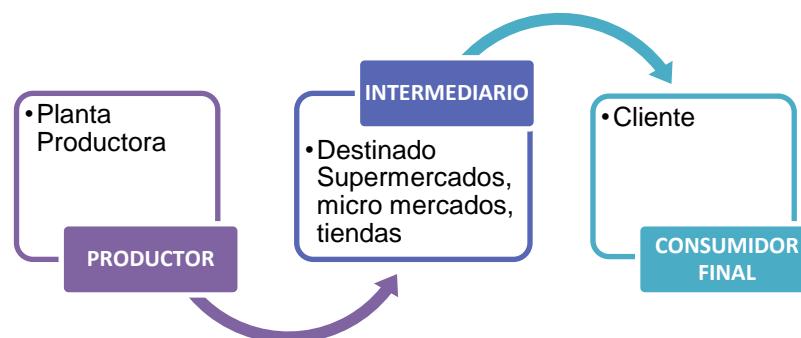 •Planta
Productora
PRODUCTOR
INTERMEDIARIO
•Destinado
Supermercados,
micro mercados,
tiendas
•Cliente
CONSUMIDOR
FINAL